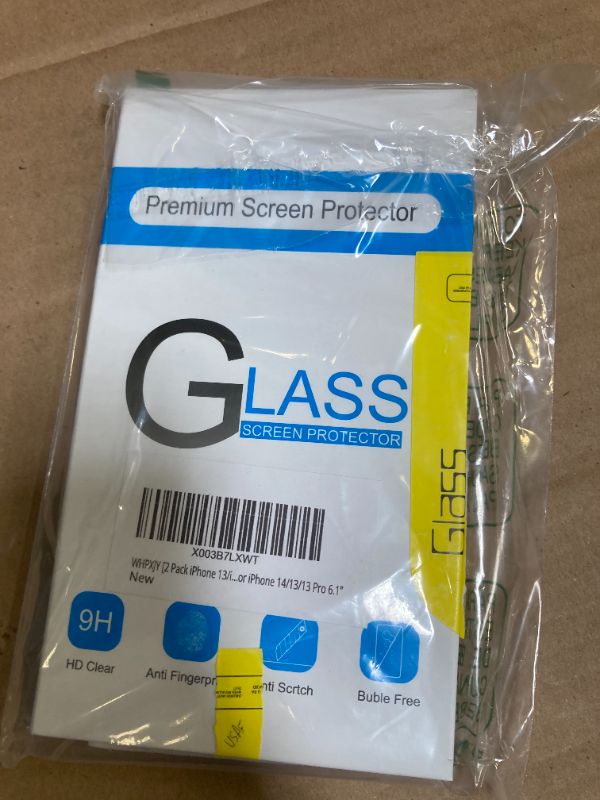 Premium Screen Protector
GLASS
SCREEN PROTECTOR
Glass
X003B7LXWT
WHPXJY [2 Pack iPhone 13/i...or iPhone 14/13/13 Pro 6.1"
New
9H
HD Clear
Anti Fingerpr
nti Scrtch
Buble Free